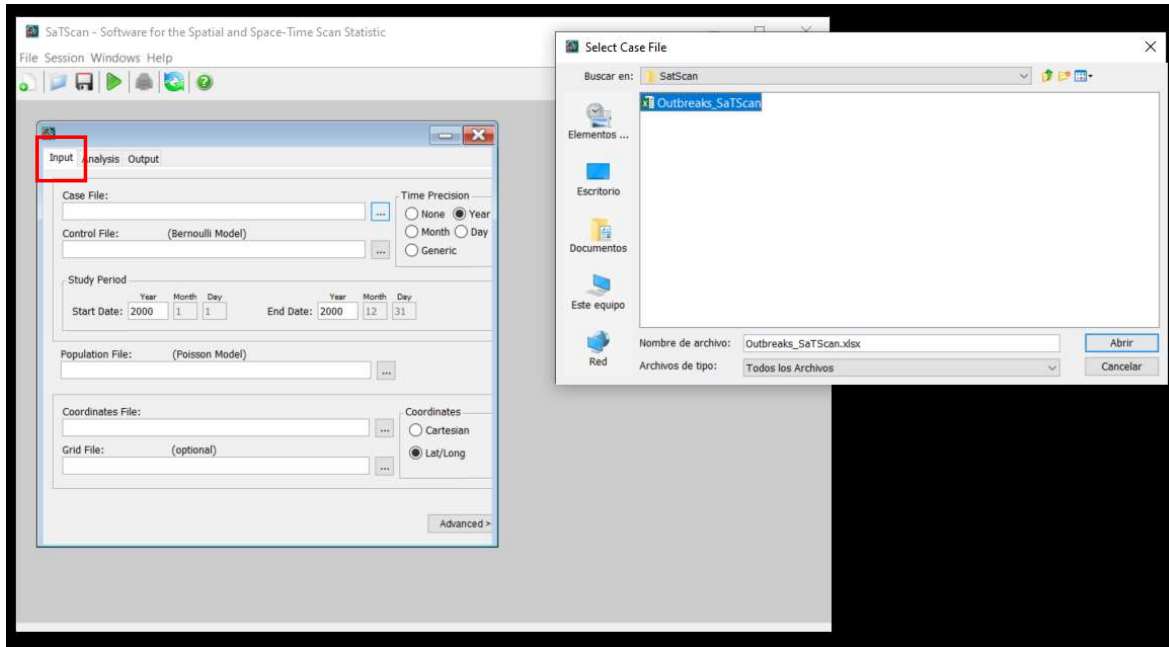 SaTScan - Software for the Spatial and Space-Time Scan Statistic
File Session Windows Help
Input Analysis Output
Case File:
...
Control File: (Bernoulli Model)
...
Time Precision
None Year
Month Day
Generic
Study Period
Year Month Day Year Month Day
Start Date: 2000 1 1 End Date: 2000 12 31
Population File: (Poisson Model)
...
Coordinates File:
...
Grid File: (optional)
...
Coordinates
Cartesian
Lat/Long
Advanced >
Select Case File
Buscar en: SatScan
Outbreaks_SaTScan
Elementos ...
Escritorio
Documentos
Este equipo
Red
Nombre de archivo: Outbreaks_SaTScan.xlsx Abrir
Archivos de tipo: Todos los Archivos Cancelar